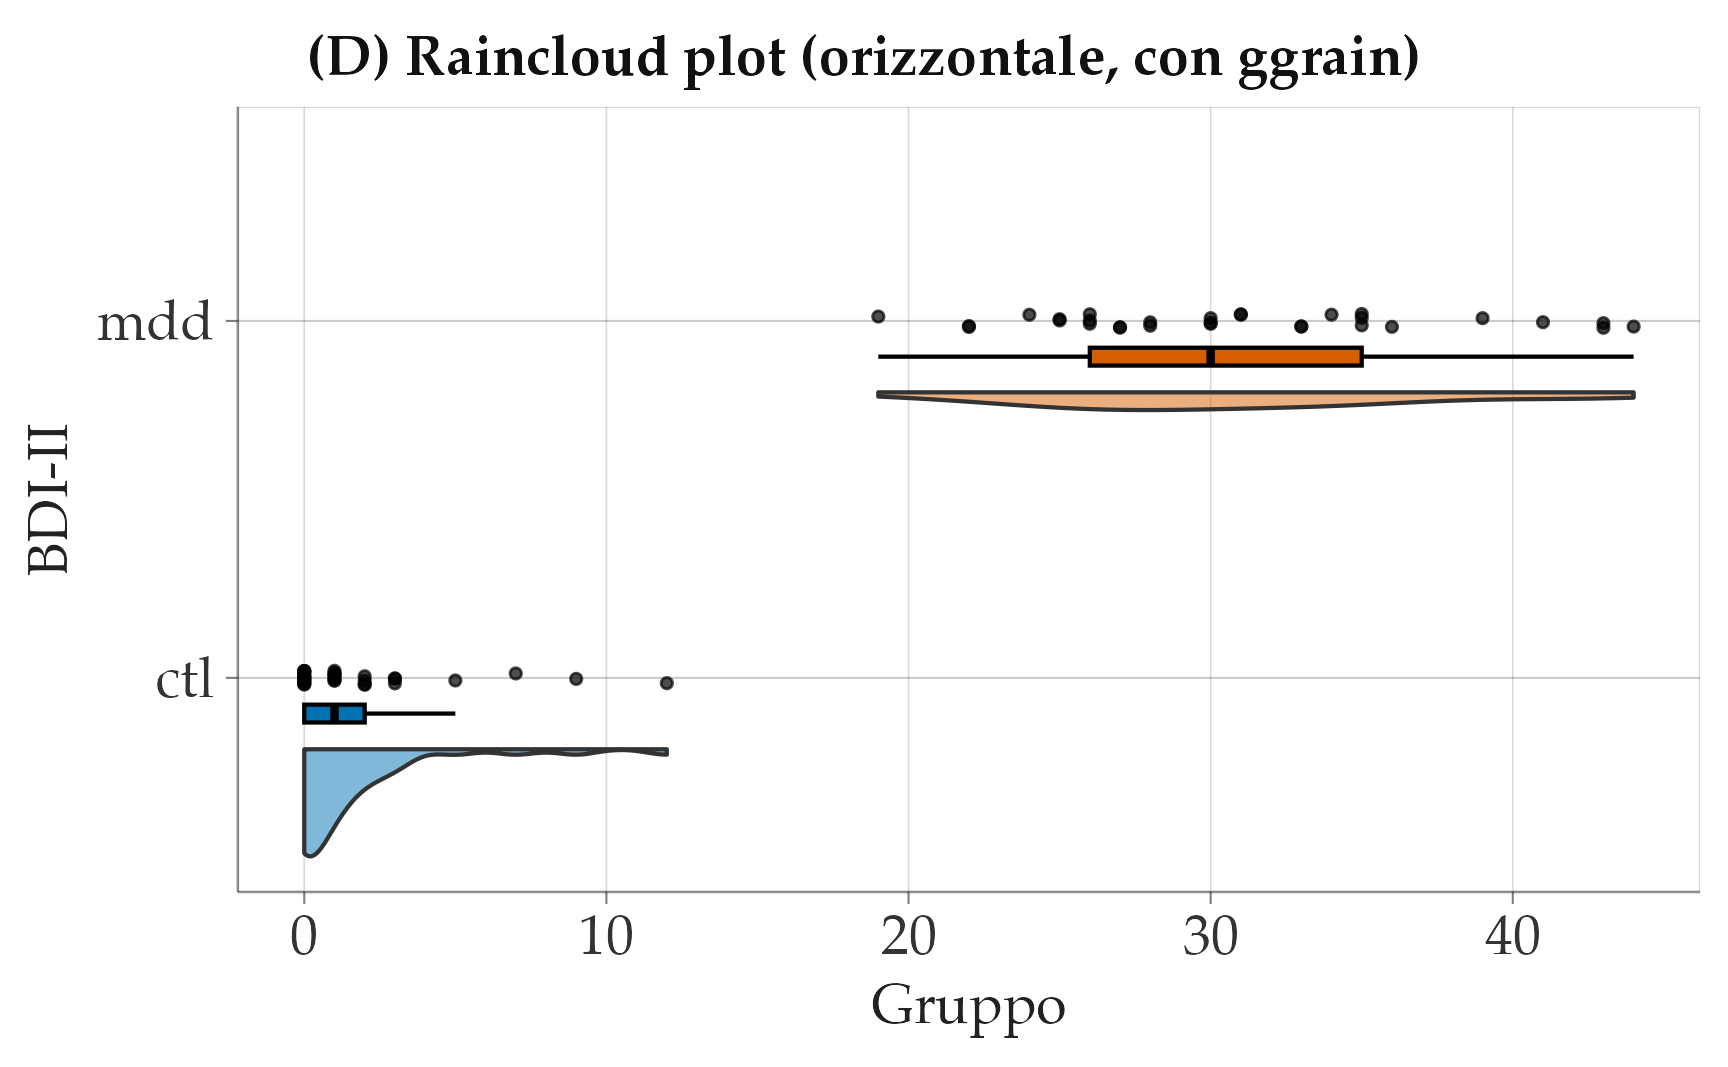 (D) Raincloud plot (orizzontale, con ggrain)
BDI-II
mdd
ctl
0 10 20 30 40
Gruppo